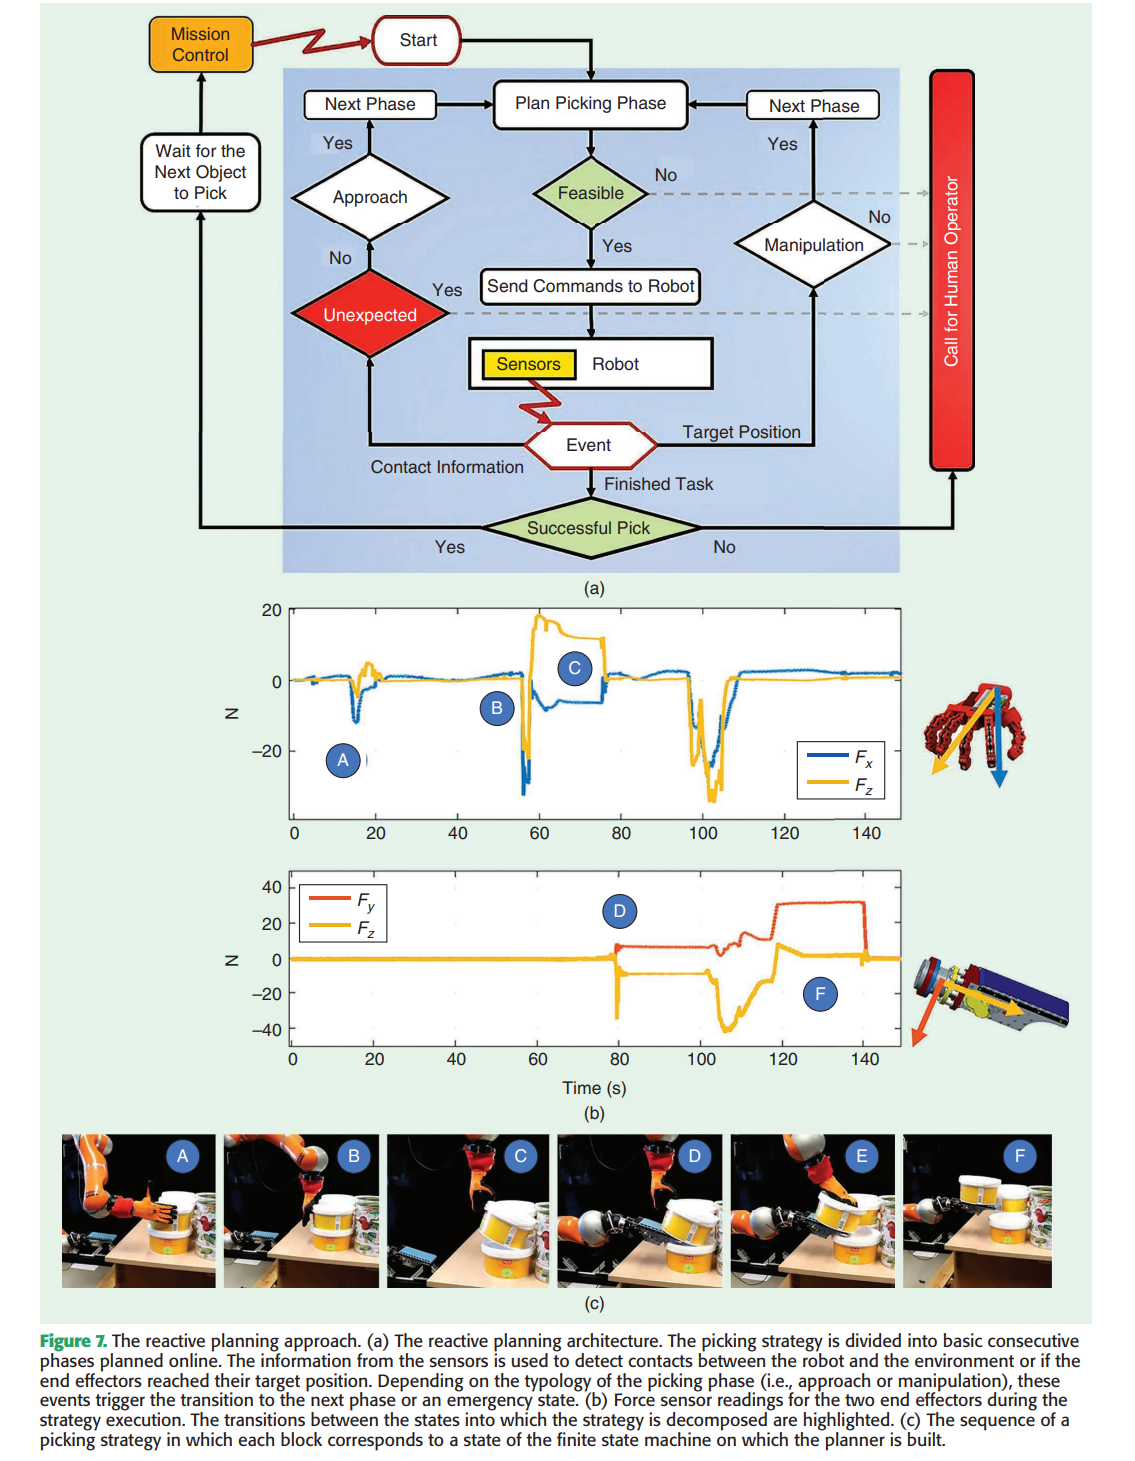 Mission
Control
Start
Next Phase
Plan Picking Phase
Next Phase
Wait for the
Next Object
to Pick
Yes
Yes
Approach
Feasible
No
Manipulation
No
No
Yes
Yes
Unexpected
Send Commands to Robot
Sensors
Robot
Call for Human Operator
Event
Target Position
Contact Information
Finished Task
Successful Pick
Yes
No
(a)
20
0
−20
N
A
B
C
Fx
Fz
0 20 40 60 80 100 120 140
40
20
0
−20
−40
N
Fy
Fz
D
F
0 20 40 60 80 100 120 140
Time (s)
(b)
A B C D E F
(c)
Figure 7. The reactive planning approach. (a) The reactive planning architecture. The picking strategy is divided into basic consecutive
phases planned online. The information from the sensors is used to detect contacts between the robot and the environment or if the
end effectors reached their target position. Depending on the typology of the picking phase (i.e., approach or manipulation), these
events trigger the transition to the next phase or an emergency state. (b) Force sensor readings for the two end effectors during the
strategy execution. The transitions between the states into which the strategy is decomposed are highlighted. (c) The sequence of a
picking strategy in which each block corresponds to a state of the finite state machine on which the planner is built.